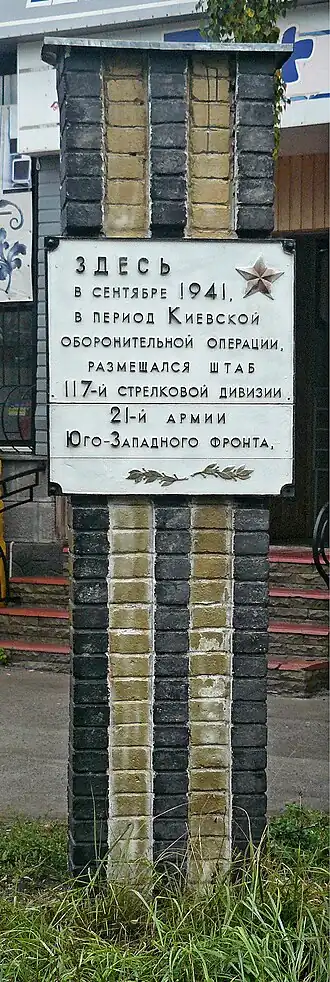 ЗДЕСЬ
В СЕНТЯБРЕ 1941,
В ПЕРИОД КИЕВСКОЙ
ОБОРОНИТЕЛЬНОЙ ОПЕРАЦИИ,
РАЗМЕЩАЛСЯ ШТАБ
117-Й СТРЕЛКОВОЙ ДИВИЗИИ
21-Й АРМИИ
ЮГО-ЗАПАДНОГО ФРОНТА,